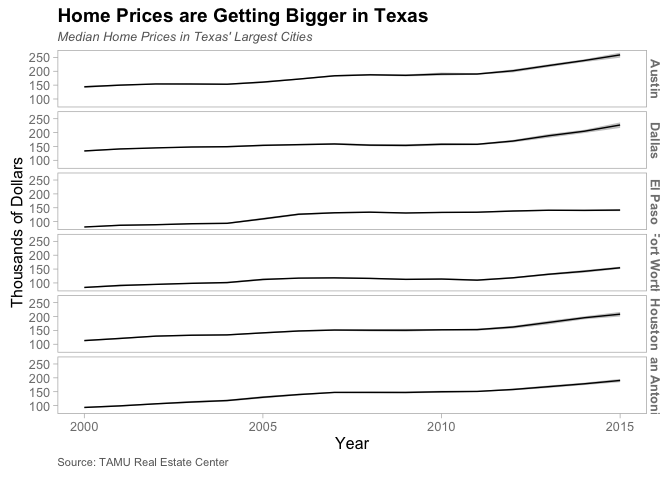 Home Prices are Getting Bigger in Texas
Median Home Prices in Texas' Largest Cities
Thousands of Dollars
250
200
150
100
Austin
250
200
150
100
Dallas
250
200
150
100
El Paso
250
200
150
100
ort Wort
250
200
150
100
Houston
250
200
150
100
an Antoni
2000
2005
2010
2015
Year
Source: TAMU Real Estate Center